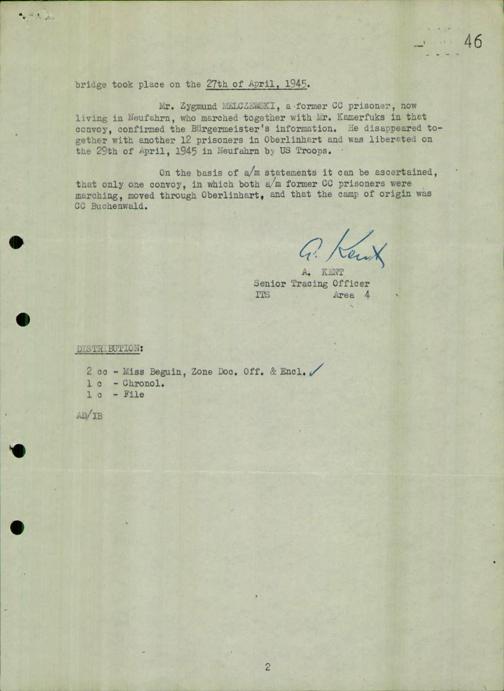 46
bridge took place on the 27th of April, 1945.
Mr. Zygmund MELCZEWSKI, a former CC prisoner, now
living in Neufahrn, who marched together with Mr. Kamerfuks in that
convoy, confirmed the Bürgermeister's information. He disappeared to-
gether with another 12 prisoners in Oberlinhart and was liberated on
the 29th of April, 1945 in Neufahrn by US Troops.
On the basis of a/m statements it can be ascertained,
that only one convoy, in which both a/m former CC prisoners were
marching, moved through Oberlinhart, and that the camp of origin was
CC Buchenwald.
A. Kent
A. KENT
Senior Tracing Officer
ITS Area 4
DISTRIBUTION:
2 cc - Miss Beguin, Zone Doc. Off. & Encl. ✓
1 c - Chronol.
1 c - File
AD/IB
2